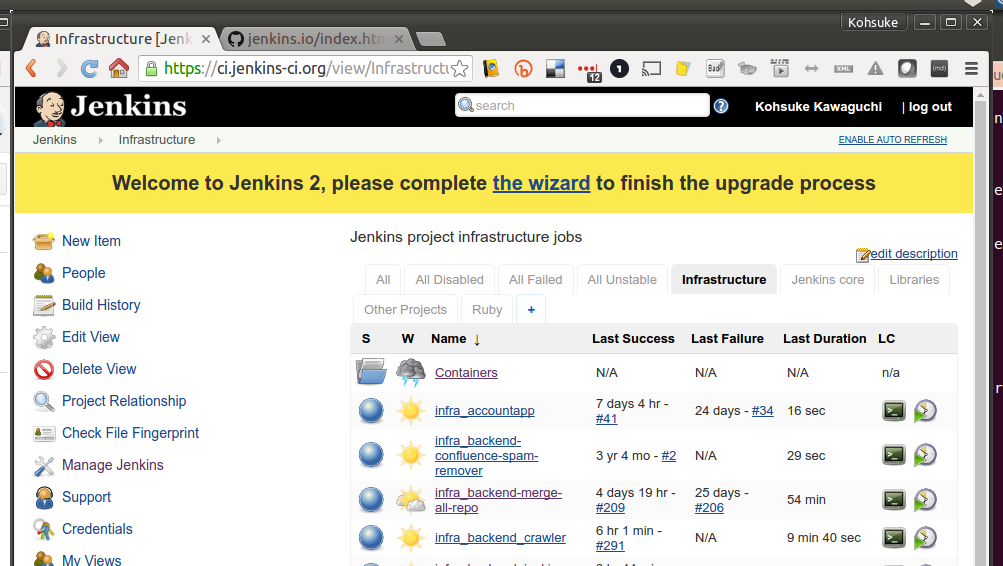 Kohsuke
Infrastructure [Jenk
jenkins.io/index.htm
https://ci.jenkins-ci.org/view/Infrastructu
12
1
Bad
XML
(md)
Jenkins
search
Kohsuke Kawaguchi | log out
Jenkins Infrastructure
ENABLE AUTO REFRESH
Welcome to Jenkins 2, please complete the wizard to finish the upgrade process
New Item
People
Build History
Edit View
Delete View
Project Relationship
Check File Fingerprint
Manage Jenkins
Support
Credentials
My Views
Jenkins project infrastructure jobs
edit description
All All Disabled All Failed All Unstable Infrastructure Jenkins core Libraries
Other Projects Ruby +
S W Name ↓ Last Success Last Failure Last Duration LC
Containers N/A N/A N/A n/a
infra_accountapp 7 days 4 hr - #41 24 days - #34 16 sec
infra_backend-confluence-spam-remover 3 yr 4 mo - #2 N/A 29 sec
infra_backend-merge-all-repo 4 days 19 hr - #209 25 days - #206 54 min
infra_backend_crawler 6 hr 1 min - #291 N/A 9 min 40 sec